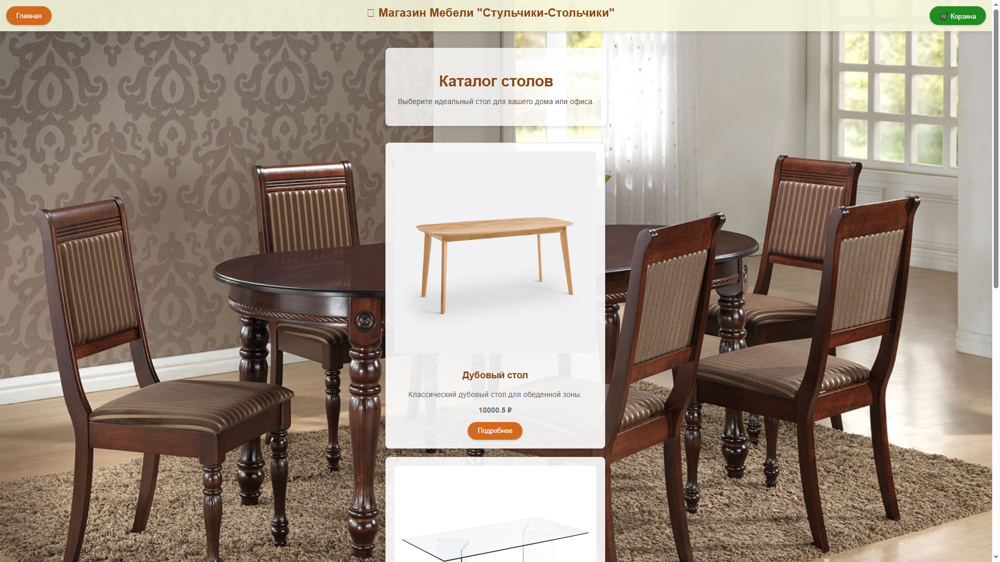 Главная
Магазин Мебели "Стульчики-Стольчики"
🛒 Корзина
Каталог столов
Выберите идеальный стол для вашего дома или офиса.
Дубовый стол
Классический дубовый стол для обеденной зоны.
10000.5 ₽
Подробнее